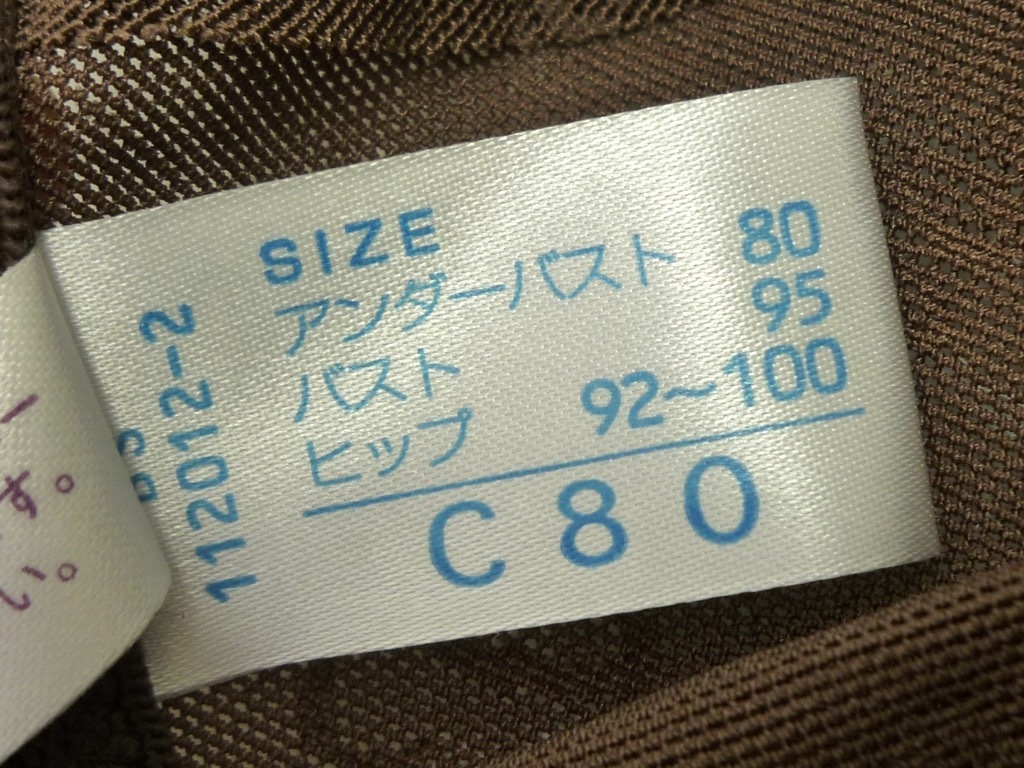 SIZE
アンダーバスト 80
バスト 95
ヒップ 92~100
C 80
112012-2
す。
い。